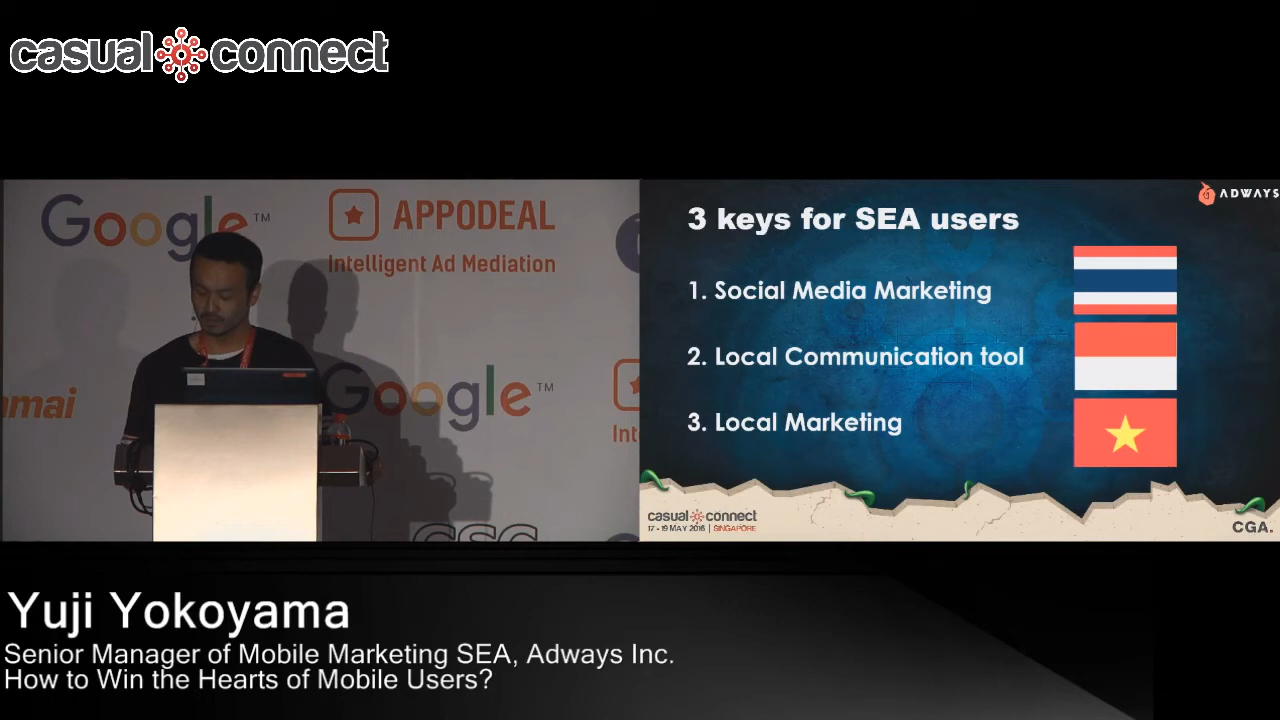 casual connect
Google™
APPODEAL
Intelligent Ad Mediation
Google™
ADWAYS
3 keys for SEA users
1. Social Media Marketing
2. Local Communication tool
3. Local Marketing
casual connect
17 - 19 MAY 2016 | SINGAPORE
CGA.
Yuji Yokoyama
Senior Manager of Mobile Marketing SEA, Adways Inc.
How to Win the Hearts of Mobile Users?